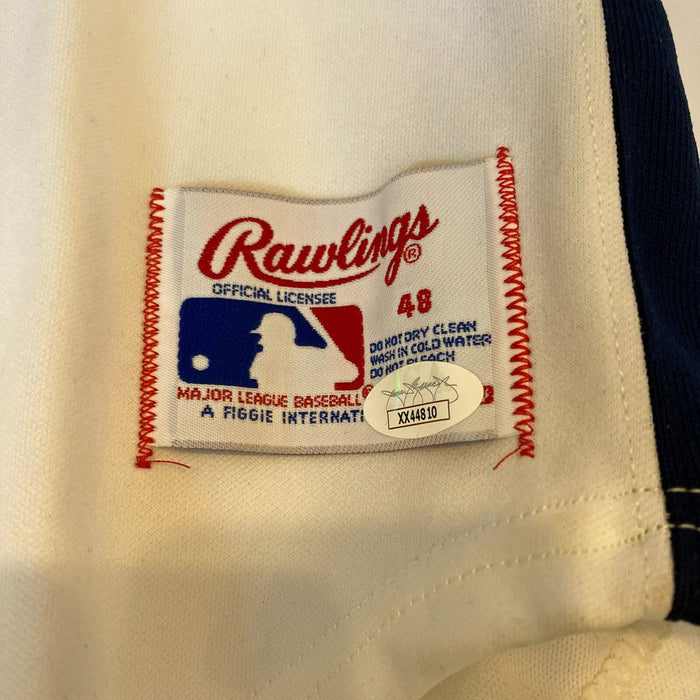 Rawlings®
OFFICIAL LICENSEE
48
DO NOT DRY CLEAN
WASH IN COLD WATER
DO NOT BLEACH
MAJOR LEAGUE BASEBALL
A FIGGIE INTERNATI
XX44810